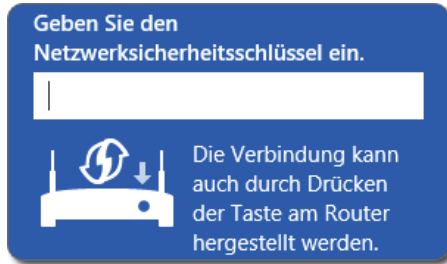 Geben Sie den
Netzwerksicherheitsschlüssel ein.
Die Verbindung kann
auch durch Drücken
der Taste am Router
hergestellt werden.